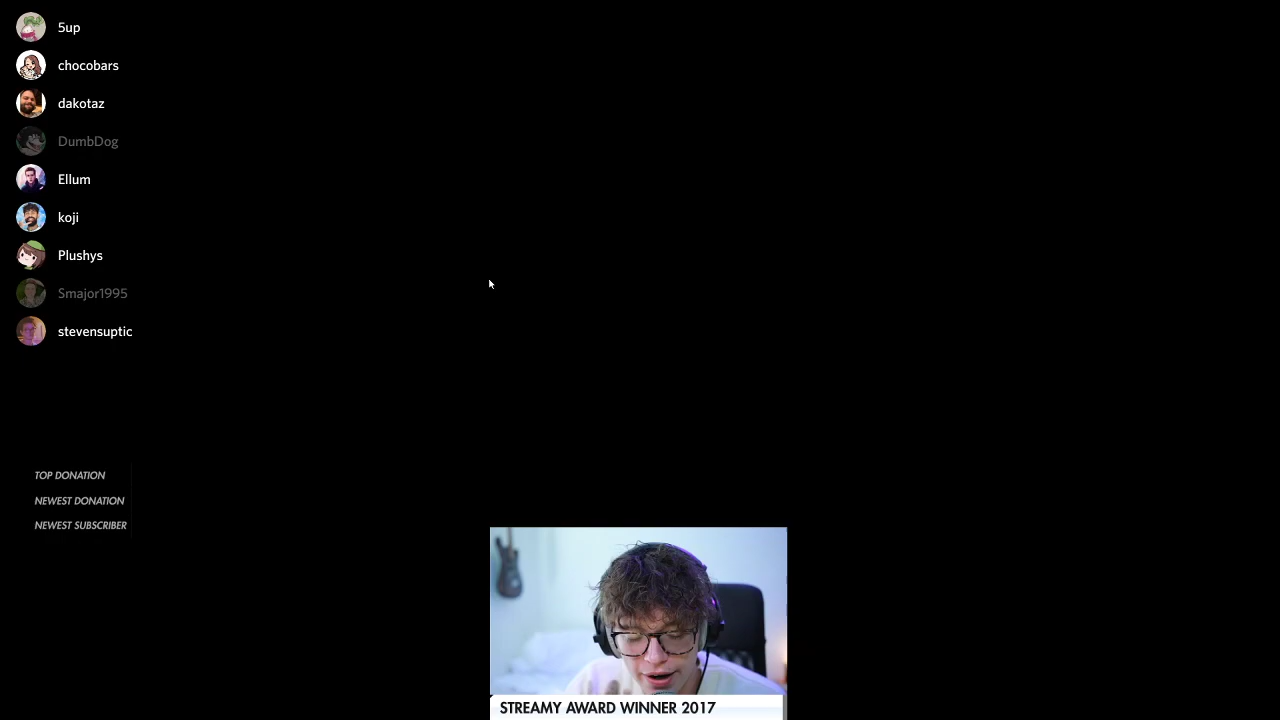 5up
chocobars
dakotaz
DumbDog
Ellum
koji
Plushys
Smajor1995
stevensuptic
TOP DONATION
NEWEST DONATION
NEWEST SUBSCRIBER
STREAMY AWARD WINNER 2017